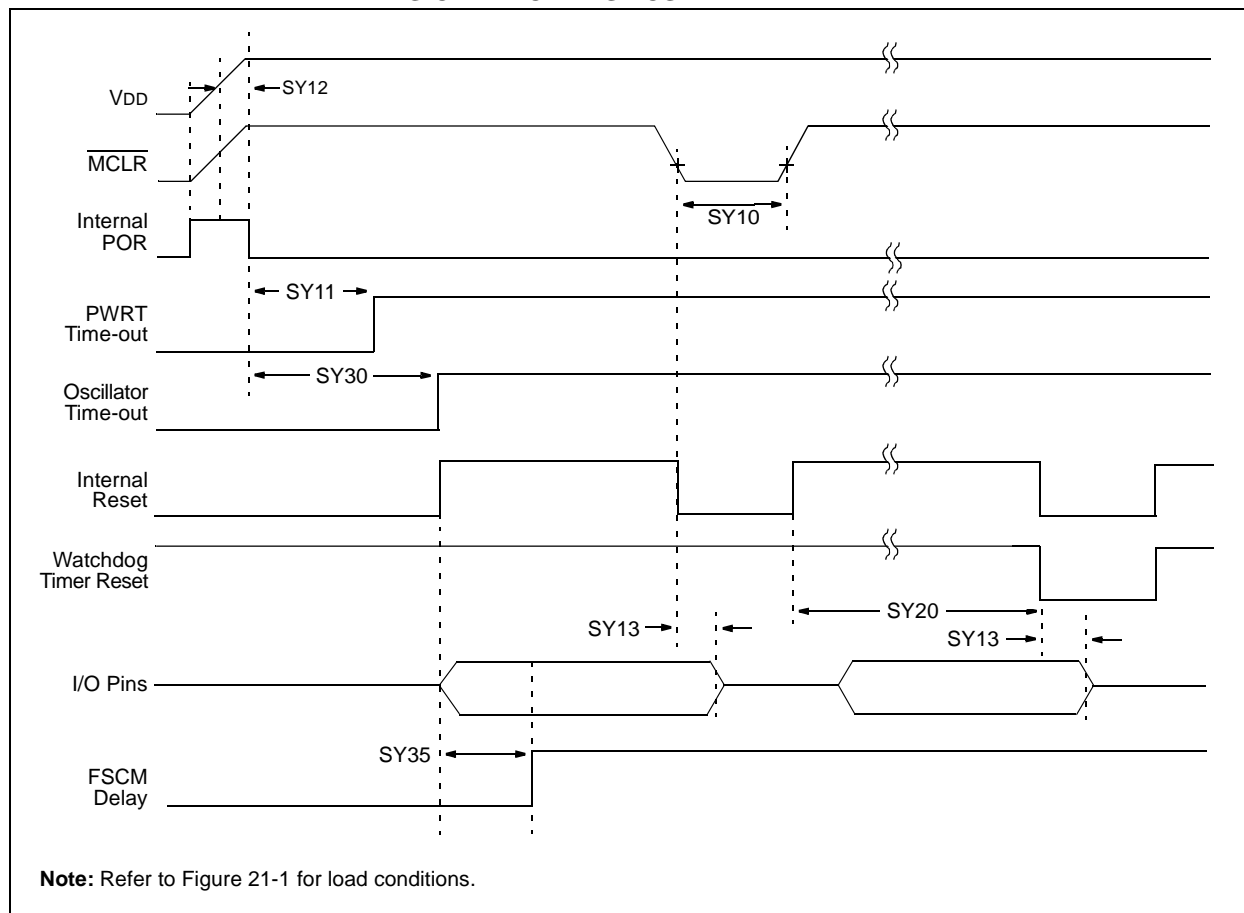 SY12
VDD
MCLR
SY10
Internal
POR
SY11
PWRT
Time-out
SY30
Oscillator
Time-out
Internal
Reset
Watchdog
Timer Reset
SY20
SY13
SY13
I/O Pins
SY35
FSCM
Delay
Note: Refer to Figure 21-1 for load conditions.